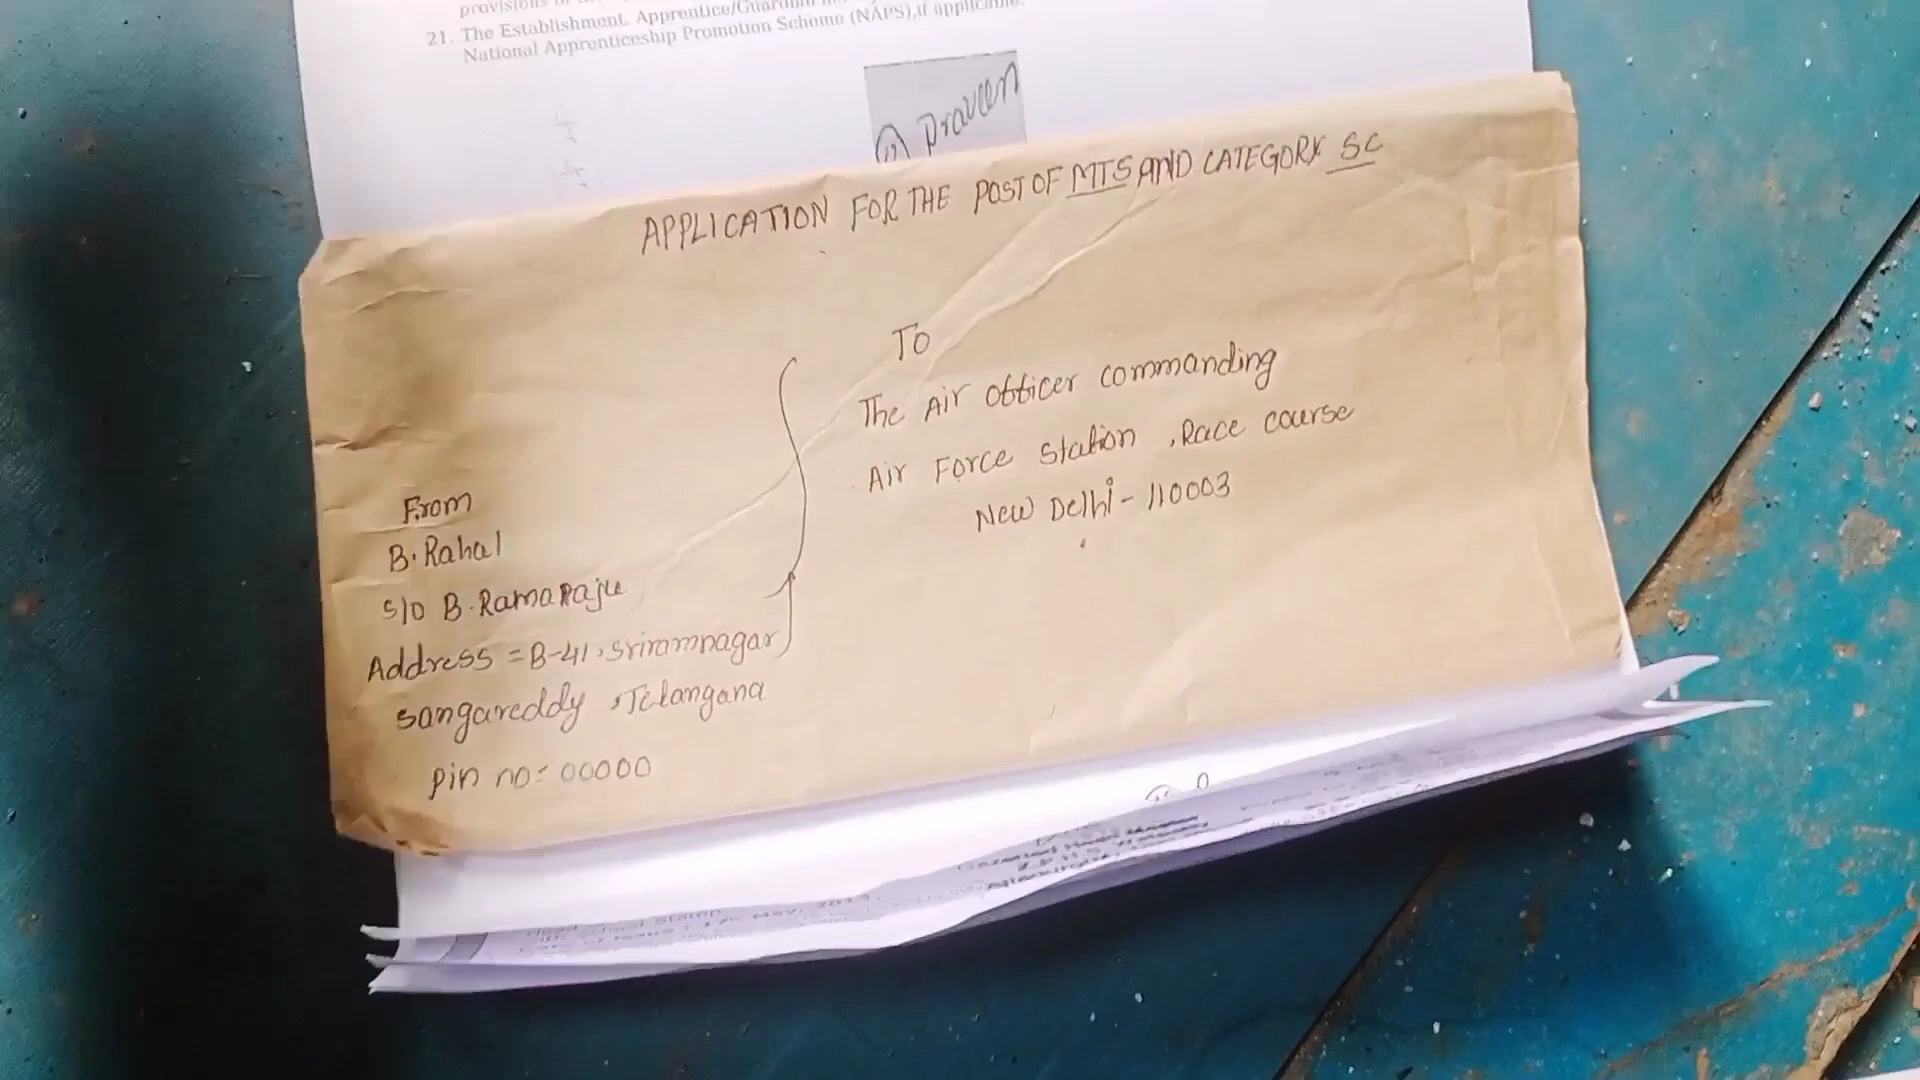 21. The Establishment, Apprentice/Guardian
National Apprenticeship Promotion Scheme (NAPS), if applicable.
Praveen
APPLICATION FOR THE POST OF MTS AND CATEGORY SC
To
The Air Officer commanding
Air Force Station, Race course
New Delhi - 110003
From
B. Rahul
S/O B. Ramaraju
Address = B-41, Sriramnagar
Sangareddy, Telangana
Pin no = 00000